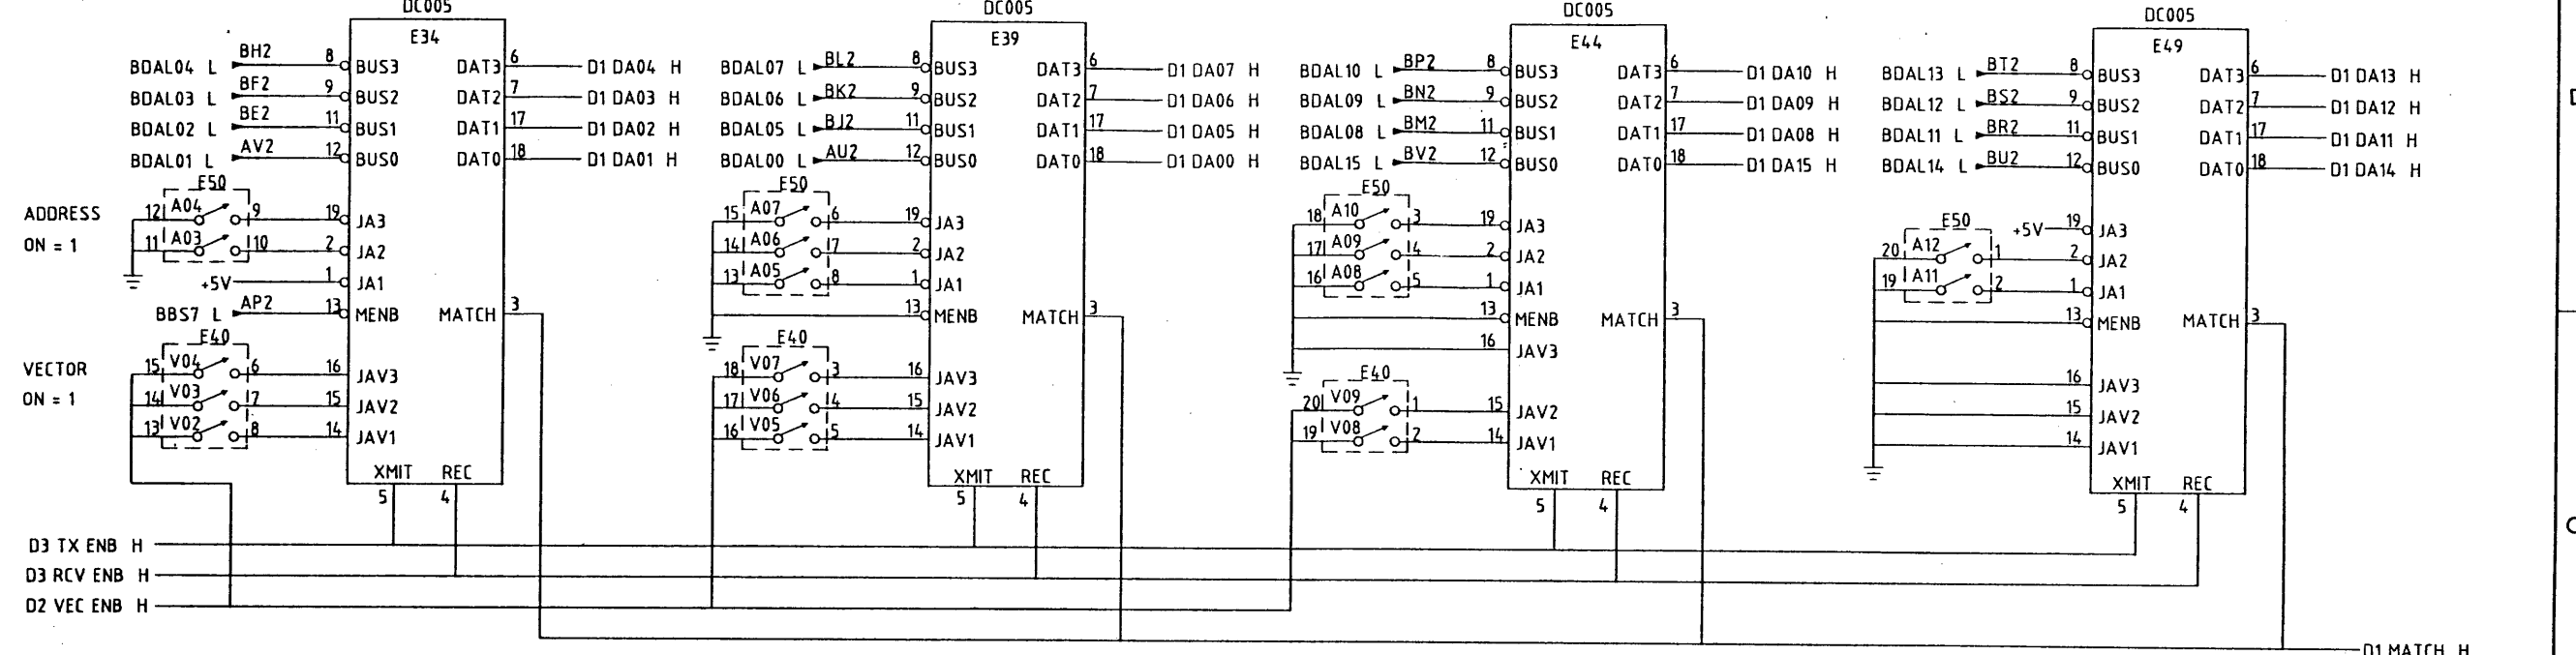 DC005 DC005 DC005 DC005
E34 E39 E44 E49
BDAL04 L BH2 8 BUS3 DAT3 6 D1 DA04 H
BDAL03 L BF2 9 BUS2 DAT2 7 D1 DA03 H
BDAL02 L BE2 11 BUS1 DAT1 17 D1 DA02 H
BDAL01 L AV2 12 BUS0 DAT0 18 D1 DA01 H
E50
ADDRESS
ON = 1
12 A04 9 19 JA3
11 A03 10 2 JA2
+5V 1 JA1
BBS7 L AP2 13 MENB MATCH 3
E40
VECTOR
ON = 1
15 V04 6 16 JAV3
14 V03 7 15 JAV2
13 V02 8 14 JAV1
XMIT REC
5 4
BDAL07 L BL2 8 BUS3 DAT3 6 D1 DA07 H
BDAL06 L BK2 9 BUS2 DAT2 7 D1 DA06 H
BDAL05 L BJ2 11 BUS1 DAT1 17 D1 DA05 H
BDAL00 L AU2 12 BUS0 DAT0 18 D1 DA00 H
E50
15 A07 6 19 JA3
14 A06 7 2 JA2
13 A05 8 1 JA1
13 MENB MATCH 3
E40
18 V07 3 16 JAV3
17 V06 4 15 JAV2
16 V05 5 14 JAV1
XMIT REC
5 4
BDAL10 L BP2 8 BUS3 DAT3 6 D1 DA10 H
BDAL09 L BN2 9 BUS2 DAT2 7 D1 DA09 H
BDAL08 L BM2 11 BUS1 DAT1 17 D1 DA08 H
BDAL15 L BV2 12 BUS0 DAT0 18 D1 DA15 H
E50
18 A10 3 19 JA3
17 A09 4 2 JA2
16 A08 5 1 JA1
13 MENB MATCH 3
16 JAV3
E40
20 V09 1 15 JAV2
19 V08 2 14 JAV1
XMIT REC
5 4
BDAL13 L BT2 8 BUS3 DAT3 6 D1 DA13 H
BDAL12 L BS2 9 BUS2 DAT2 7 D1 DA12 H
BDAL11 L BR2 11 BUS1 DAT1 17 D1 DA11 H
BDAL14 L BU2 12 BUS0 DAT0 18 D1 DA14 H
E50
+5V 19 JA3
20 A12 1 2 JA2
19 A11 2 1 JA1
13 MENB MATCH 3
16 JAV3
15 JAV2
14 JAV1
XMIT REC
5 4
D3 TX ENB H
D3 RCV ENB H
D2 VEC ENB H
D1 MATCH H